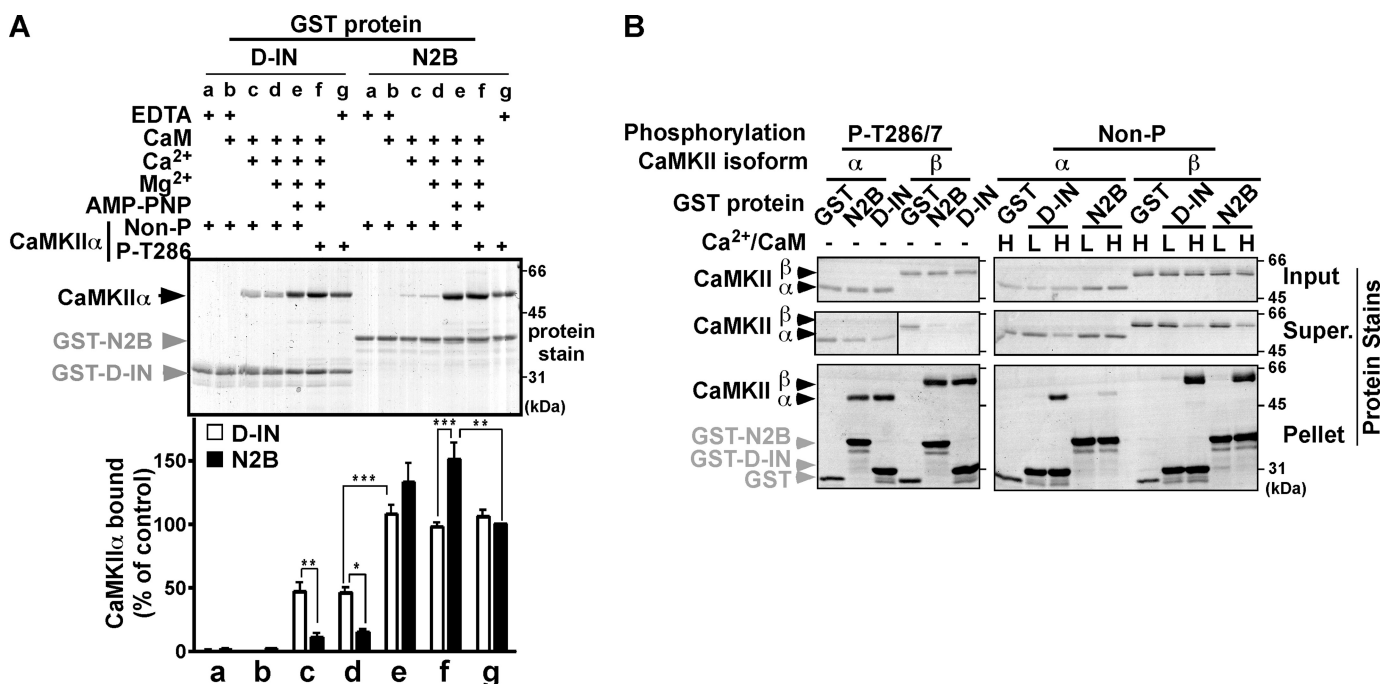 A
GST protein
D-IN N2B
a b c d e f g a b c d e f g
EDTA + + + + + +
CaM + + + + + + + + + +
Ca2+ + + + + + + + +
Mg2+ + + + + + +
AMP-PNP + + + +
CaMKIIα Non-P + + + + + + + + + +
P-T286 + + + +
66
CaMKIIα
45
GST-N2B protein
stain
GST-D-IN 31
(kDa)
CaMKIIα bound
(% of control)
D-IN
N2B
150
100
50
0
** * *** *** **
a b c d e f g
B
Phosphorylation P-T286/7 Non-P
CaMKII isoform α β α β
GST protein GST N2B D-IN GST N2B D-IN GST D-IN N2B GST D-IN N2B
Ca2+/CaM - - - - - - H L H L H H L H L H
CaMKII β α 66 45 Input
CaMKII β α 66 45 Super.
CaMKII β α 66 45
GST-N2B Pellet
GST-D-IN 31
GST (kDa)
Protein Stains